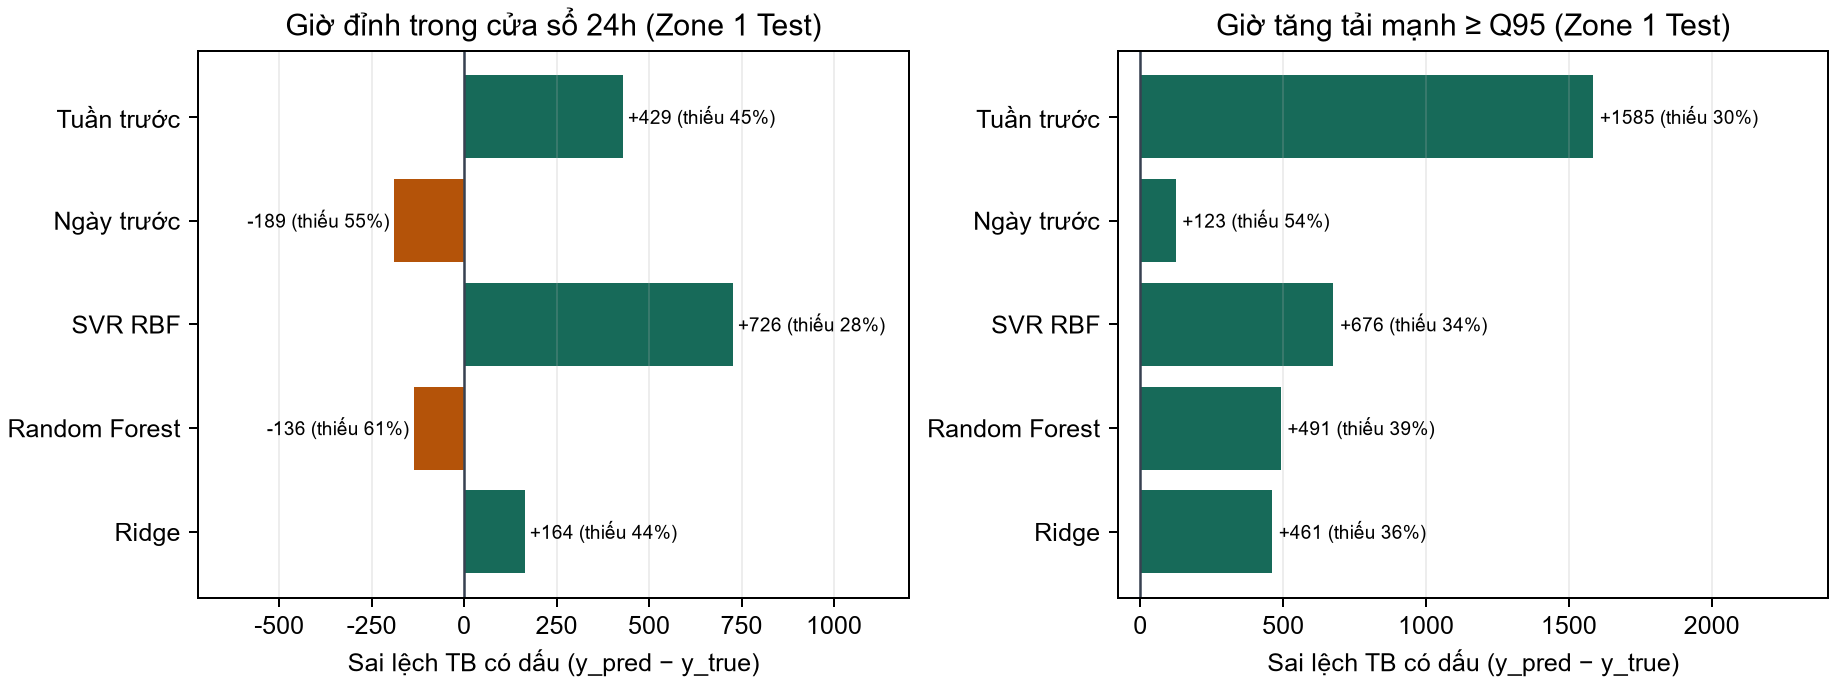 Giờ đỉnh trong cửa sổ 24h (Zone 1 Test)
Tuần trước
+429 (thiếu 45%)
Ngày trước
-189 (thiếu 55%)
SVR RBF
+726 (thiếu 28%)
Random Forest
-136 (thiếu 61%)
Ridge
+164 (thiếu 44%)
-500 -250 0 250 500 750 1000
Sai lệch TB có dấu (y_pred − y_true)
Giờ tăng tải mạnh ≥ Q95 (Zone 1 Test)
Tuần trước
+1585 (thiếu 30%)
Ngày trước
+123 (thiếu 54%)
SVR RBF
+676 (thiếu 34%)
Random Forest
+491 (thiếu 39%)
Ridge
+461 (thiếu 36%)
0 500 1000 1500 2000
Sai lệch TB có dấu (y_pred − y_true)